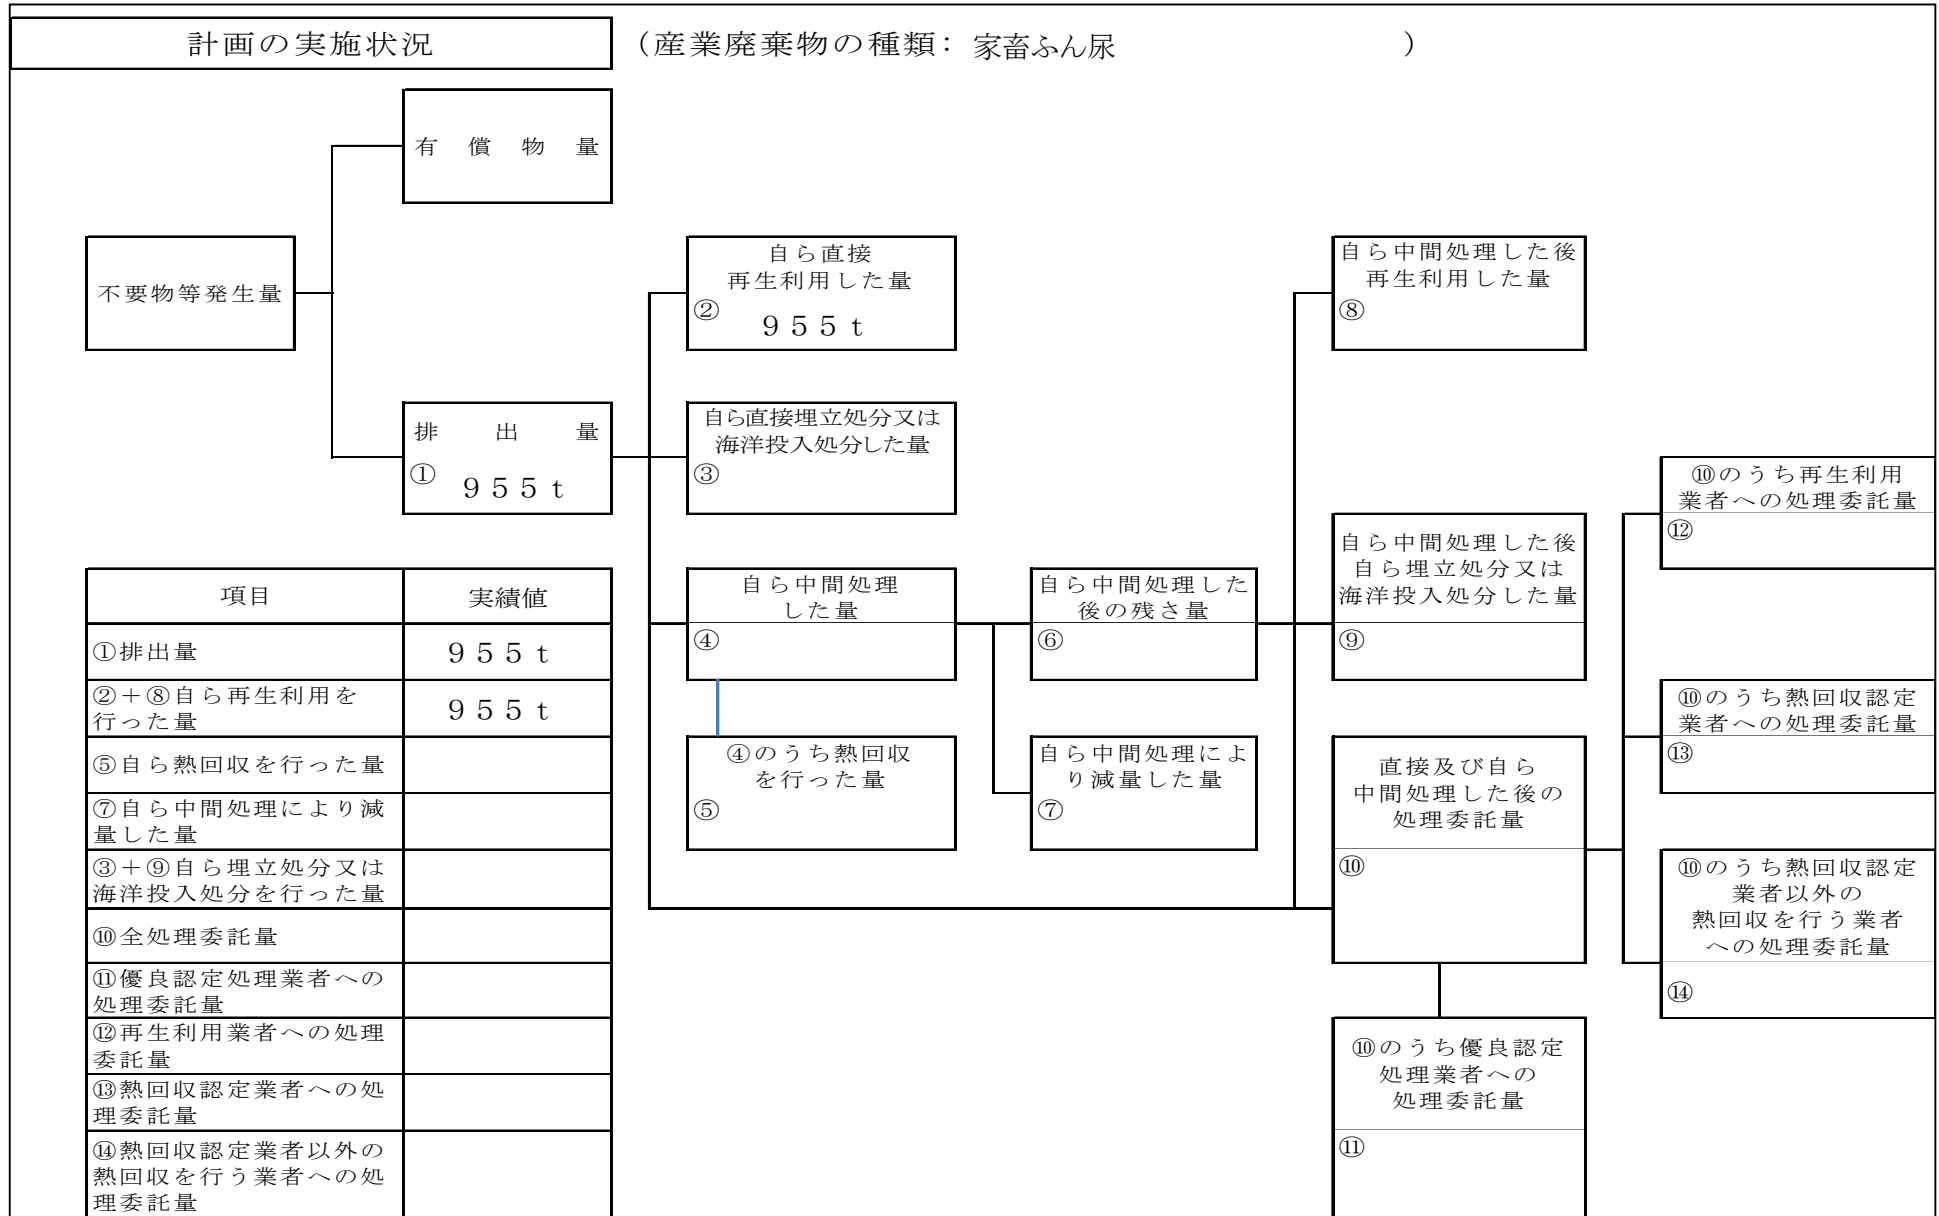 計画の実施状況
（産業廃棄物の種類：家畜ふん尿　　　　　　　　）
有償物量
不要物等発生量
自ら直接
再生利用した量
②
９５５ｔ
自ら中間処理した後
再生利用した量
⑧
排出量
①
９５５ｔ
自ら直接埋立処分又は
海洋投入処分した量
③
⑩のうち再生利用
業者への処理委託量
⑫
自ら中間処理した後
自ら埋立処分又は
海洋投入処分した量
⑨
自ら中間処理
した量
④
自ら中間処理した
後の残さ量
⑥
⑩のうち熱回収認定
業者への処理委託量
⑬
④のうち熱回収
を行った量
⑤
自ら中間処理によ
り減量した量
⑦
直接及び自ら
中間処理した後の
処理委託量
⑩
⑩のうち熱回収認定
業者以外の
熱回収を行う業者
への処理委託量
⑭
⑩のうち優良認定
処理業者への
処理委託量
⑪
項目　実績値
①排出量　９５５ｔ
②＋⑧自ら再生利用を
行った量　９５５ｔ
⑤自ら熱回収を行った量
⑦自ら中間処理により減
量した量
③＋⑨自ら埋立処分又は
海洋投入処分を行った量
⑩全処理委託量
⑪優良認定処理業者への
処理委託量
⑫再生利用業者への処理
委託量
⑬熱回収認定業者への処
理委託量
⑭熱回収認定業者以外の
熱回収を行う業者への処
理委託量